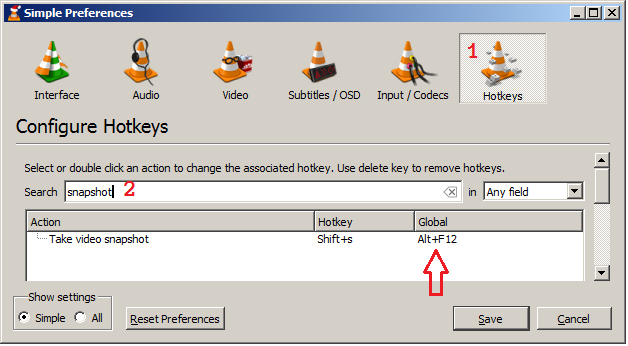 Simple Preferences
1
Interface Audio Video Subtitles / OSD Input / Codecs Hotkeys
Configure Hotkeys
Select or double click an action to change the associated hotkey. Use delete key to remove hotkeys.
Search snapshot 2 in Any field
Action Hotkey Global
Take video snapshot Shift+s Alt+F12
Show settings
Simple All Reset Preferences Save Cancel